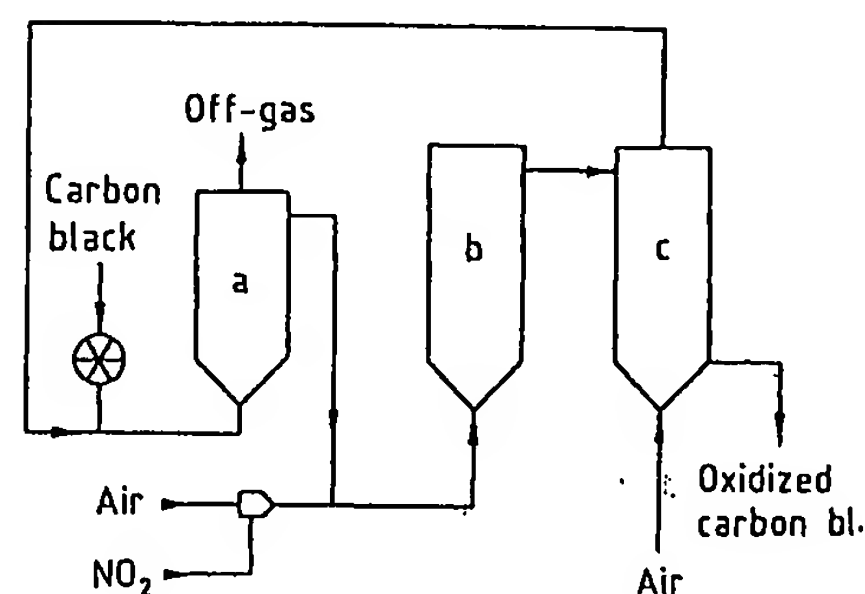 Off-gas
Carbon
black
a
b
c
Air
NO₂
Oxidized
carbon bl.
Air